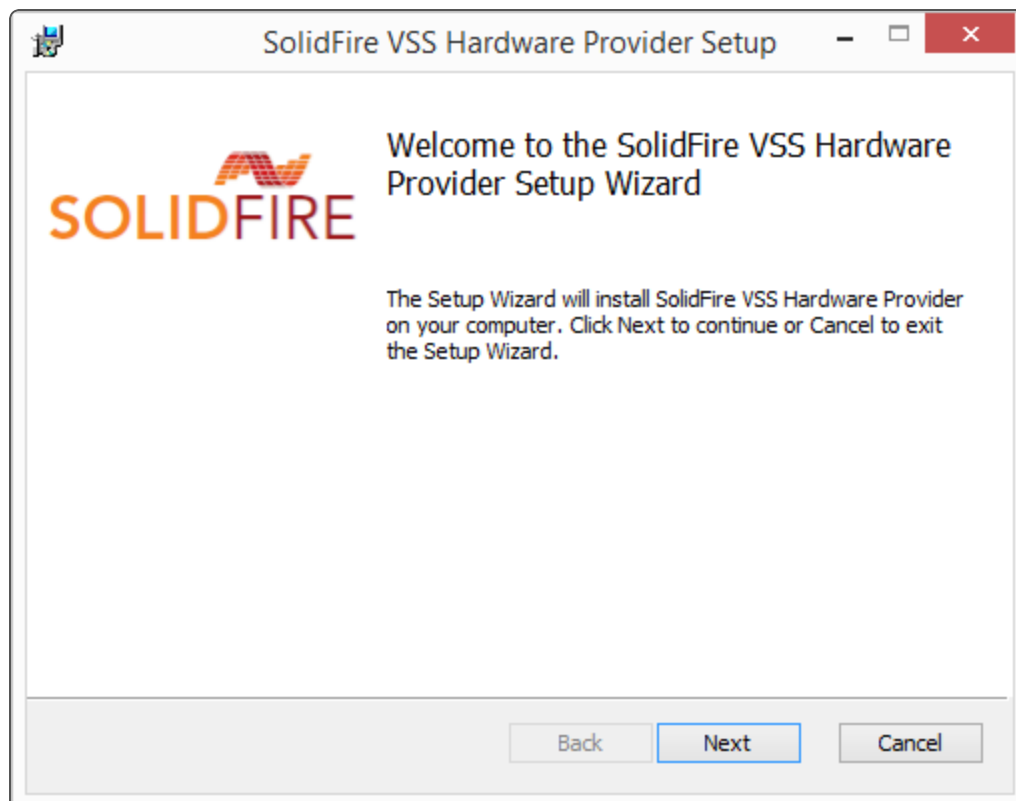 SolidFire VSS Hardware Provider Setup
SOLIDFIRE
Welcome to the SolidFire VSS Hardware
Provider Setup Wizard
The Setup Wizard will install SolidFire VSS Hardware Provider
on your computer. Click Next to continue or Cancel to exit
the Setup Wizard.
Back
Next
Cancel